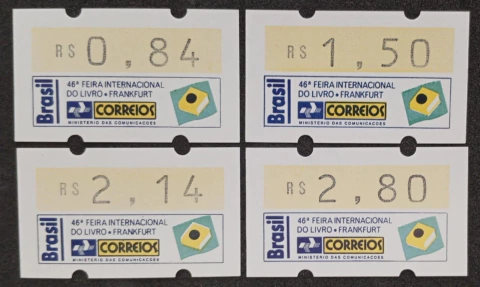 R$ 0,84
Brasil
46ª FEIRA INTERNACIONAL
DO LIVRO • FRANKFURT
CORREIOS
MINISTÉRIO DAS COMUNICAÇÕES
R$ 1,50
Brasil
46ª FEIRA INTERNACIONAL
DO LIVRO • FRANKFURT
CORREIOS
MINISTÉRIO DAS COMUNICAÇÕES
R$ 2,14
Brasil
46ª FEIRA INTERNACIONAL
DO LIVRO • FRANKFURT
CORREIOS
MINISTÉRIO DAS COMUNICAÇÕES
R$ 2,80
Brasil
46ª FEIRA INTERNACIONAL
DO LIVRO • FRANKFURT
CORREIOS
MINISTÉRIO DAS COMUNICAÇÕES